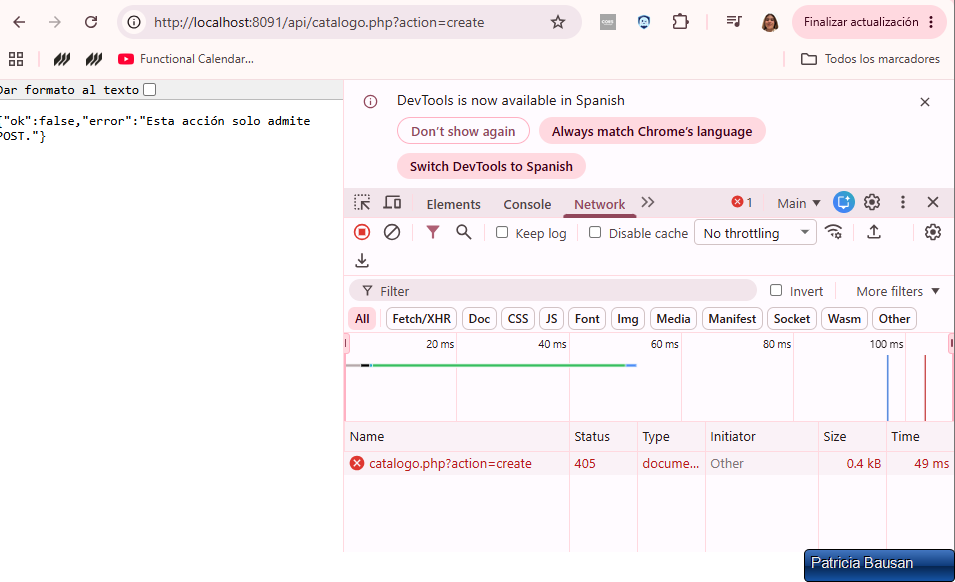 http://localhost:8091/api/catalogo.php?action=create
Finalizar actualización
Functional Calendar...
Todos los marcadores
Dar formato al texto
{"ok":false,"error":"Esta acción solo admite
POST."}
DevTools is now available in Spanish
Don't show again
Always match Chrome's language
Switch DevTools to Spanish
Elements
Console
Network
1
Main
Keep log
Disable cache
No throttling
Filter
Invert
More filters
All
Fetch/XHR
Doc
CSS
JS
Font
Img
Media
Manifest
Socket
Wasm
Other
20 ms
40 ms
60 ms
80 ms
100 ms
Name
Status
Type
Initiator
Size
Time
catalogo.php?action=create
405
docume...
Other
0.4 kB
49 ms
Patricia Bausan